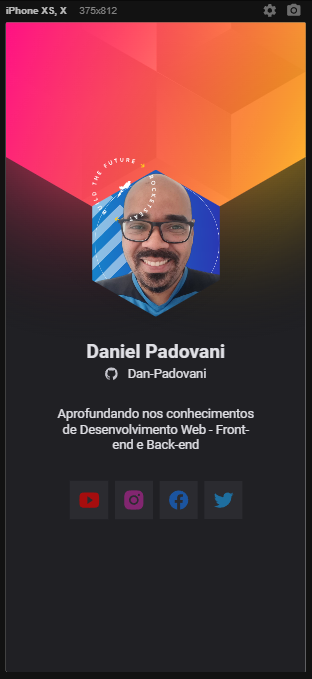 iPhone XS, X 375x812
BUILD THE FUTURE
ROCKETSEAT
Daniel Padovani
Dan-Padovani
Aprofundando nos conhecimentos
de Desenvolvimento Web - Front-
end e Back-end